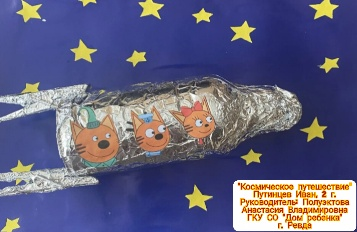 "Космическое путешествие"
Путинцев Иван, 2 г.
Руководитель: Полуэктова
Анастасия Владимировна
ГКУ СО "Дом ребенка"
г. Ревда